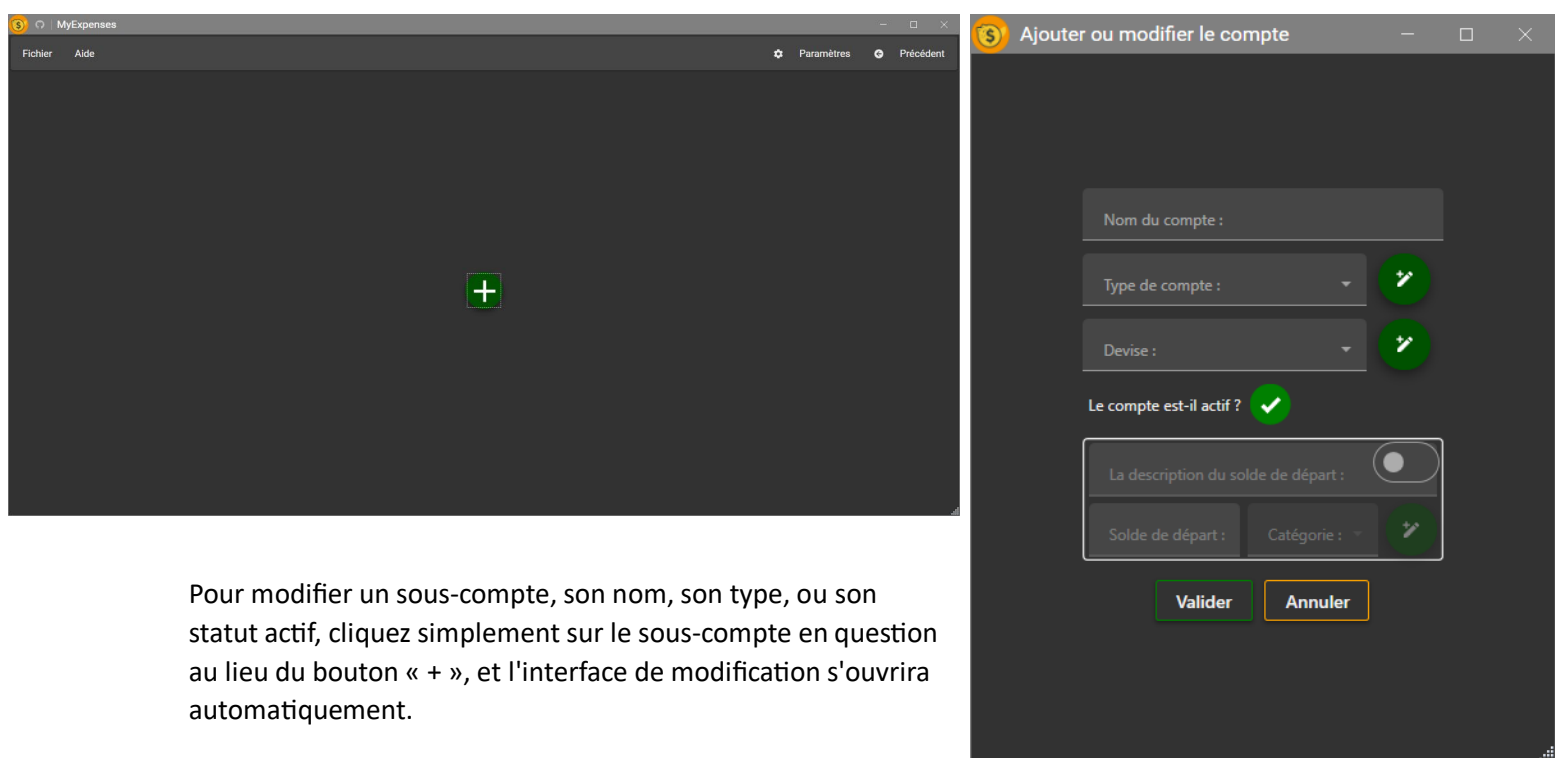 MyExpenses
Fichier Aide Paramètres Précédent
Pour modifier un sous-compte, son nom, son type, ou son
statut actif, cliquez simplement sur le sous-compte en question
au lieu du bouton « + », et l'interface de modification s'ouvrira
automatiquement.
Ajouter ou modifier le compte
Nom du compte :
Type de compte :
Devise :
Le compte est-il actif ?
La description du solde de départ :
Solde de départ : Catégorie :
Valider Annuler